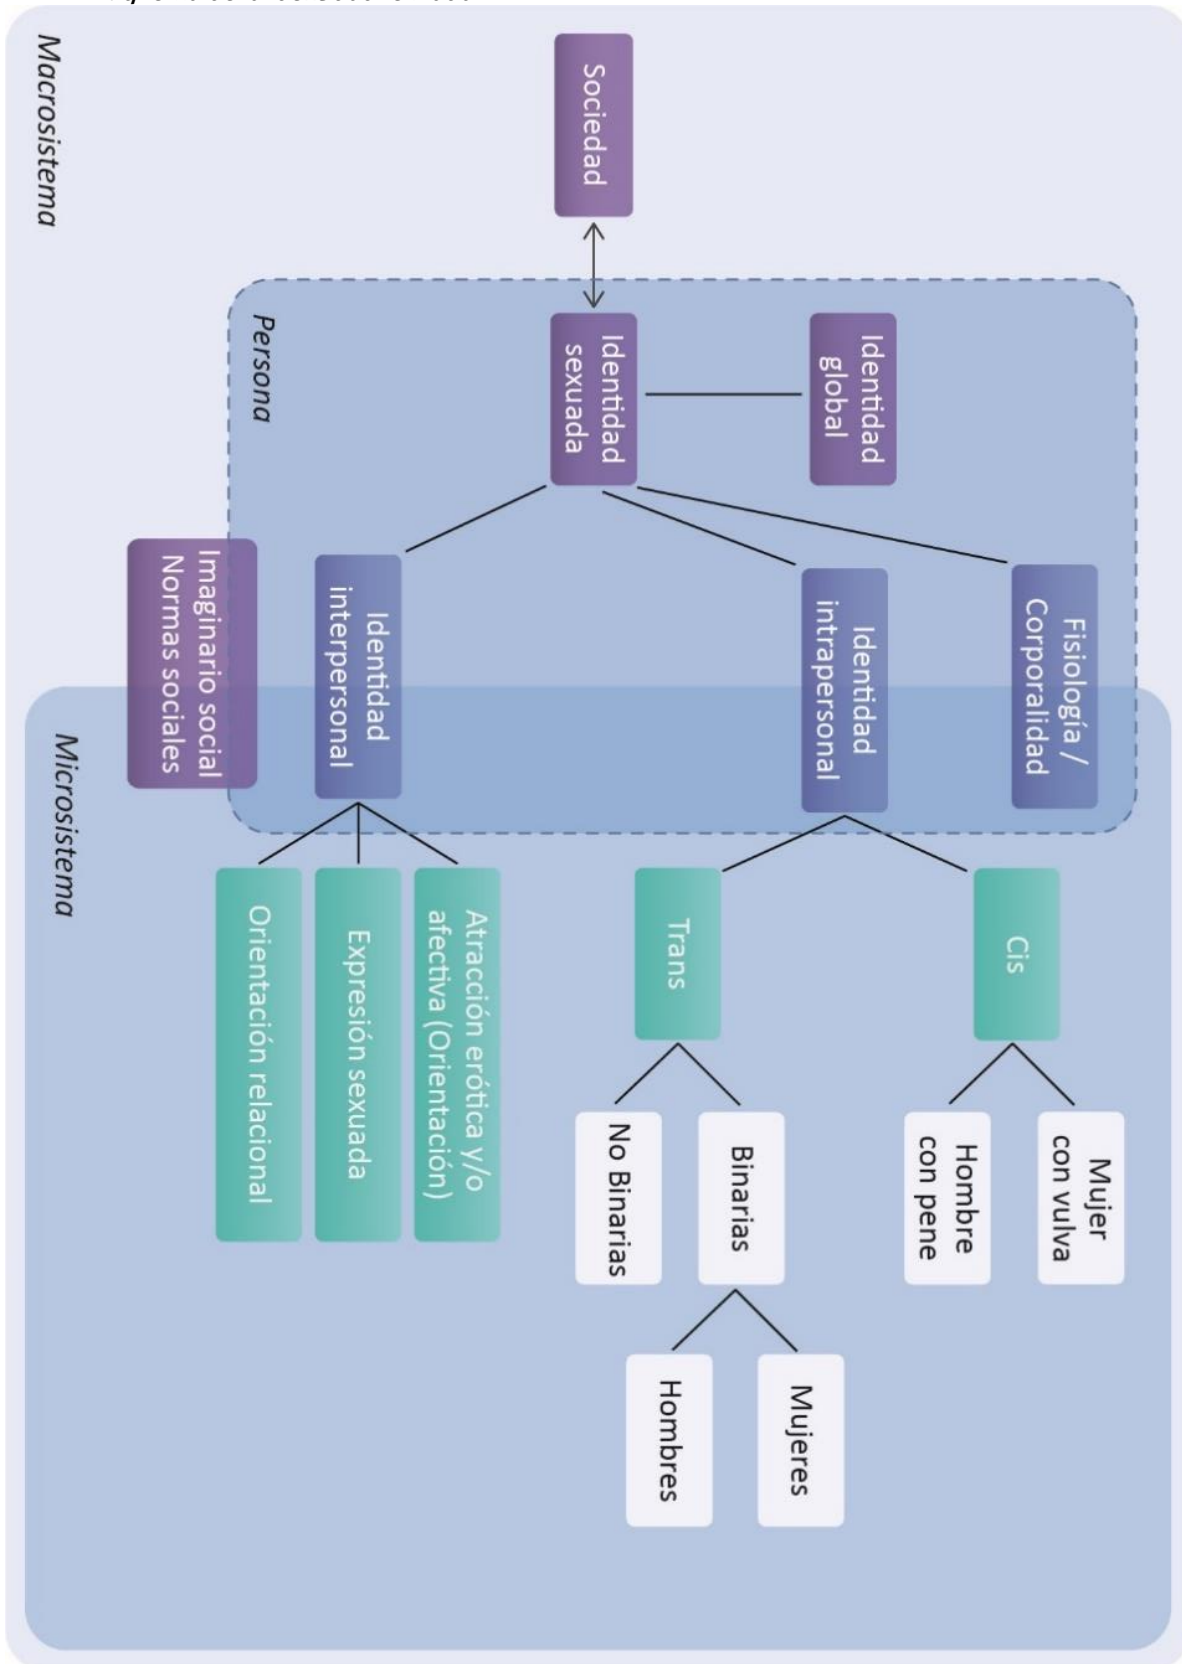 Sociedad
Identidad
global
Identidad
sexuada
Persona
Fisiología /
Corporalidad
Identidad
intrapersonal
Cis
Mujer
con vulva
Hombre
con pene
Trans
Binarias
Mujeres
Hombres
No Binarias
Identidad
interpersonal
Atracción erótica y/o
afectiva (Orientación)
Expresión sexuada
Orientación relacional
Imaginario social
Normas sociales
Microsistema
Macrosistema